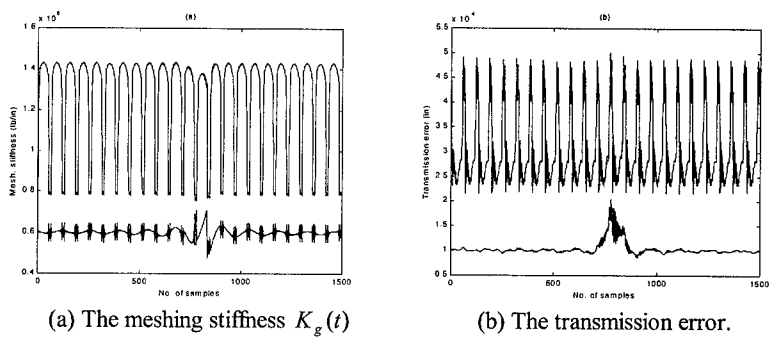 x 10^6
(a)
1.6
1.4
1.2
1
0.8
0.6
0.4
0
500
1000
1500
Mesh. stiffness (lb/in)
No. of samples
(a) The meshing stiffness K_g(t)
x 10^-4
(b)
5.5
5
4.5
4
3.5
3
2.5
2
1.5
1
0.5
0
500
1000
1500
Transmission error (in)
No. of samples
(b) The transmission error.